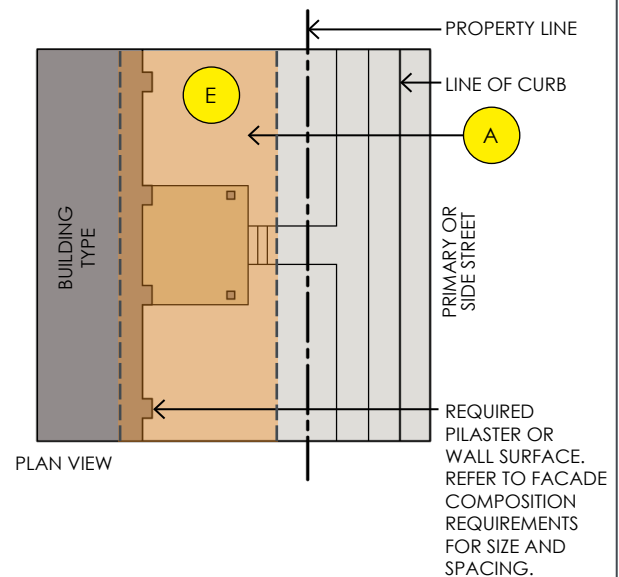 PROPERTY LINE
LINE OF CURB
E
A
BUILDING
TYPE
PRIMARY OR
SIDE STREET
REQUIRED
PILASTER OR
WALL SURFACE.
REFER TO FACADE
COMPOSITION
REQUIREMENTS
FOR SIZE AND
SPACING.
PLAN VIEW